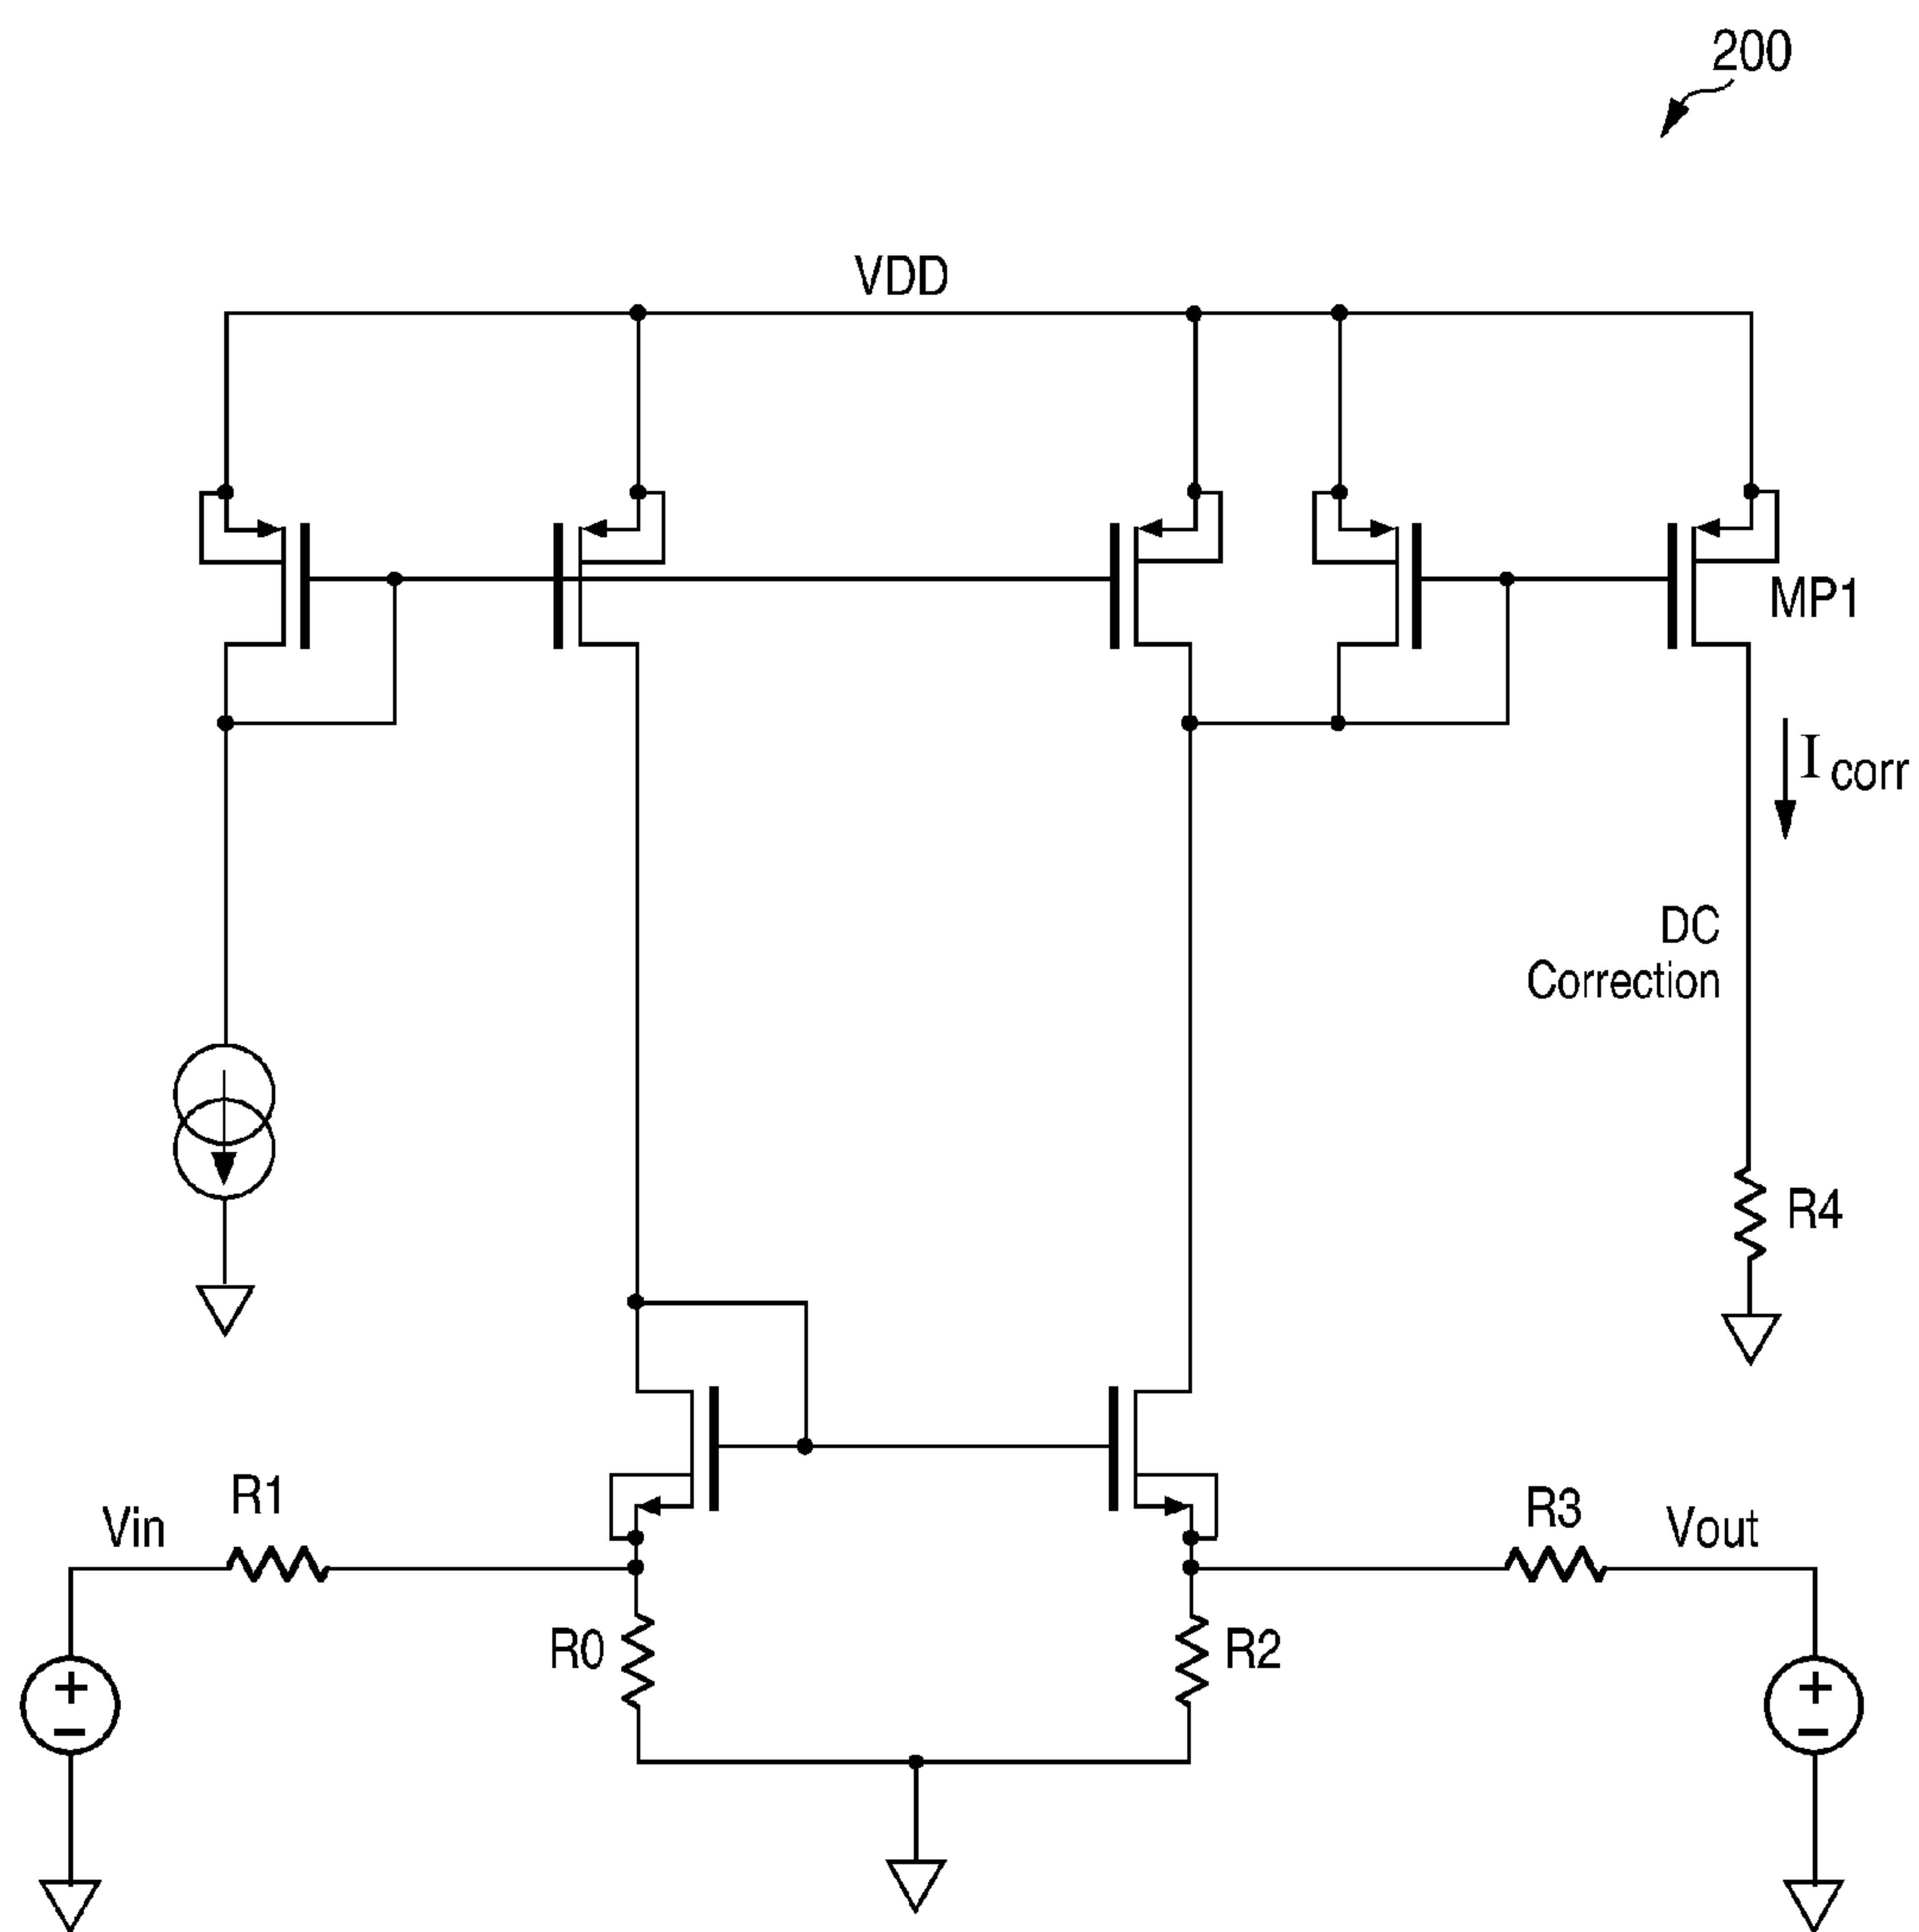 200
VDD
MP1
I corr
DC
Correction
R4
R1
Vin
R3
Vout
R0
R2